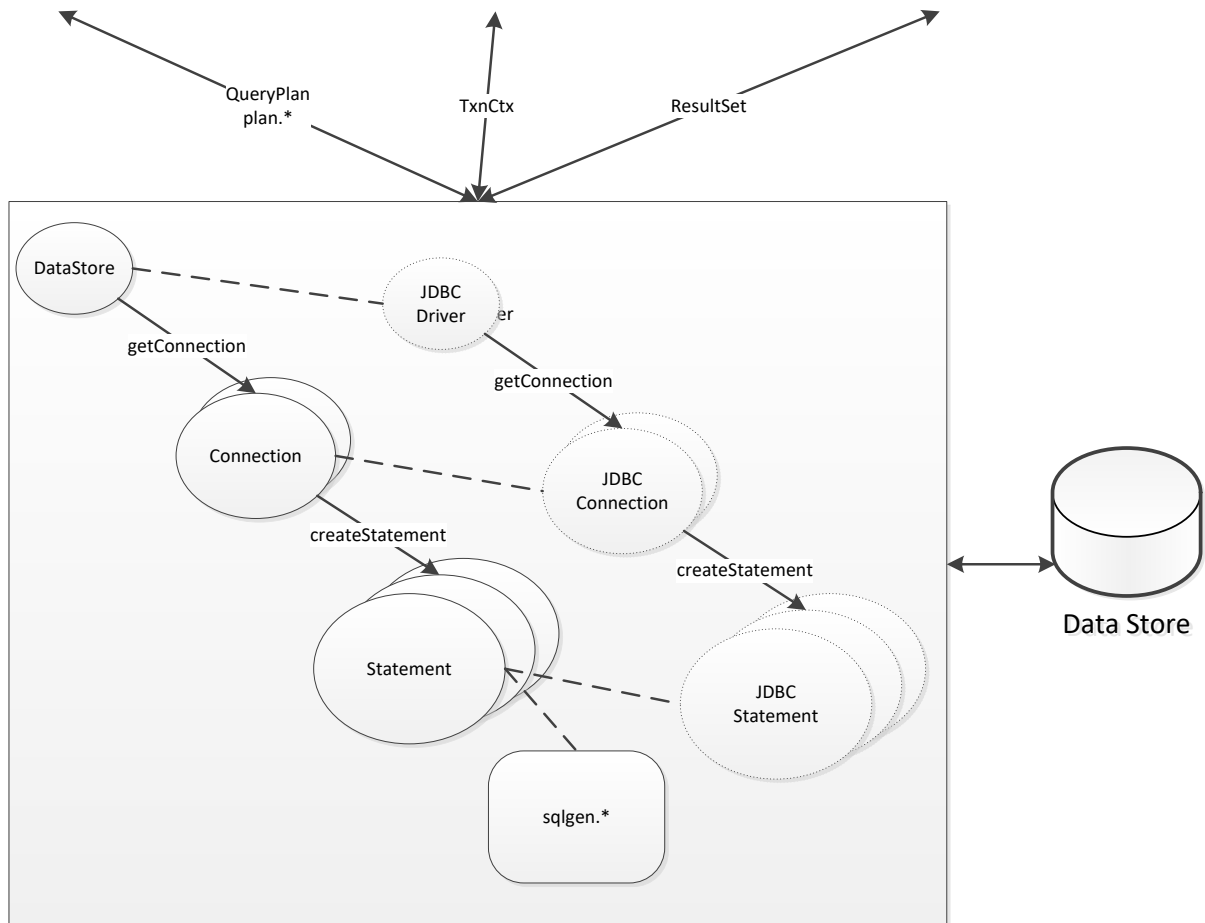 QueryPlan
plan.*
TxnCtx
ResultSet
DataStore
JDBC
Driver
er
getConnection
getConnection
Connection
JDBC
Connection
createStatement
createStatement
Statement
JDBC
Statement
sqlgen.*
Data Store